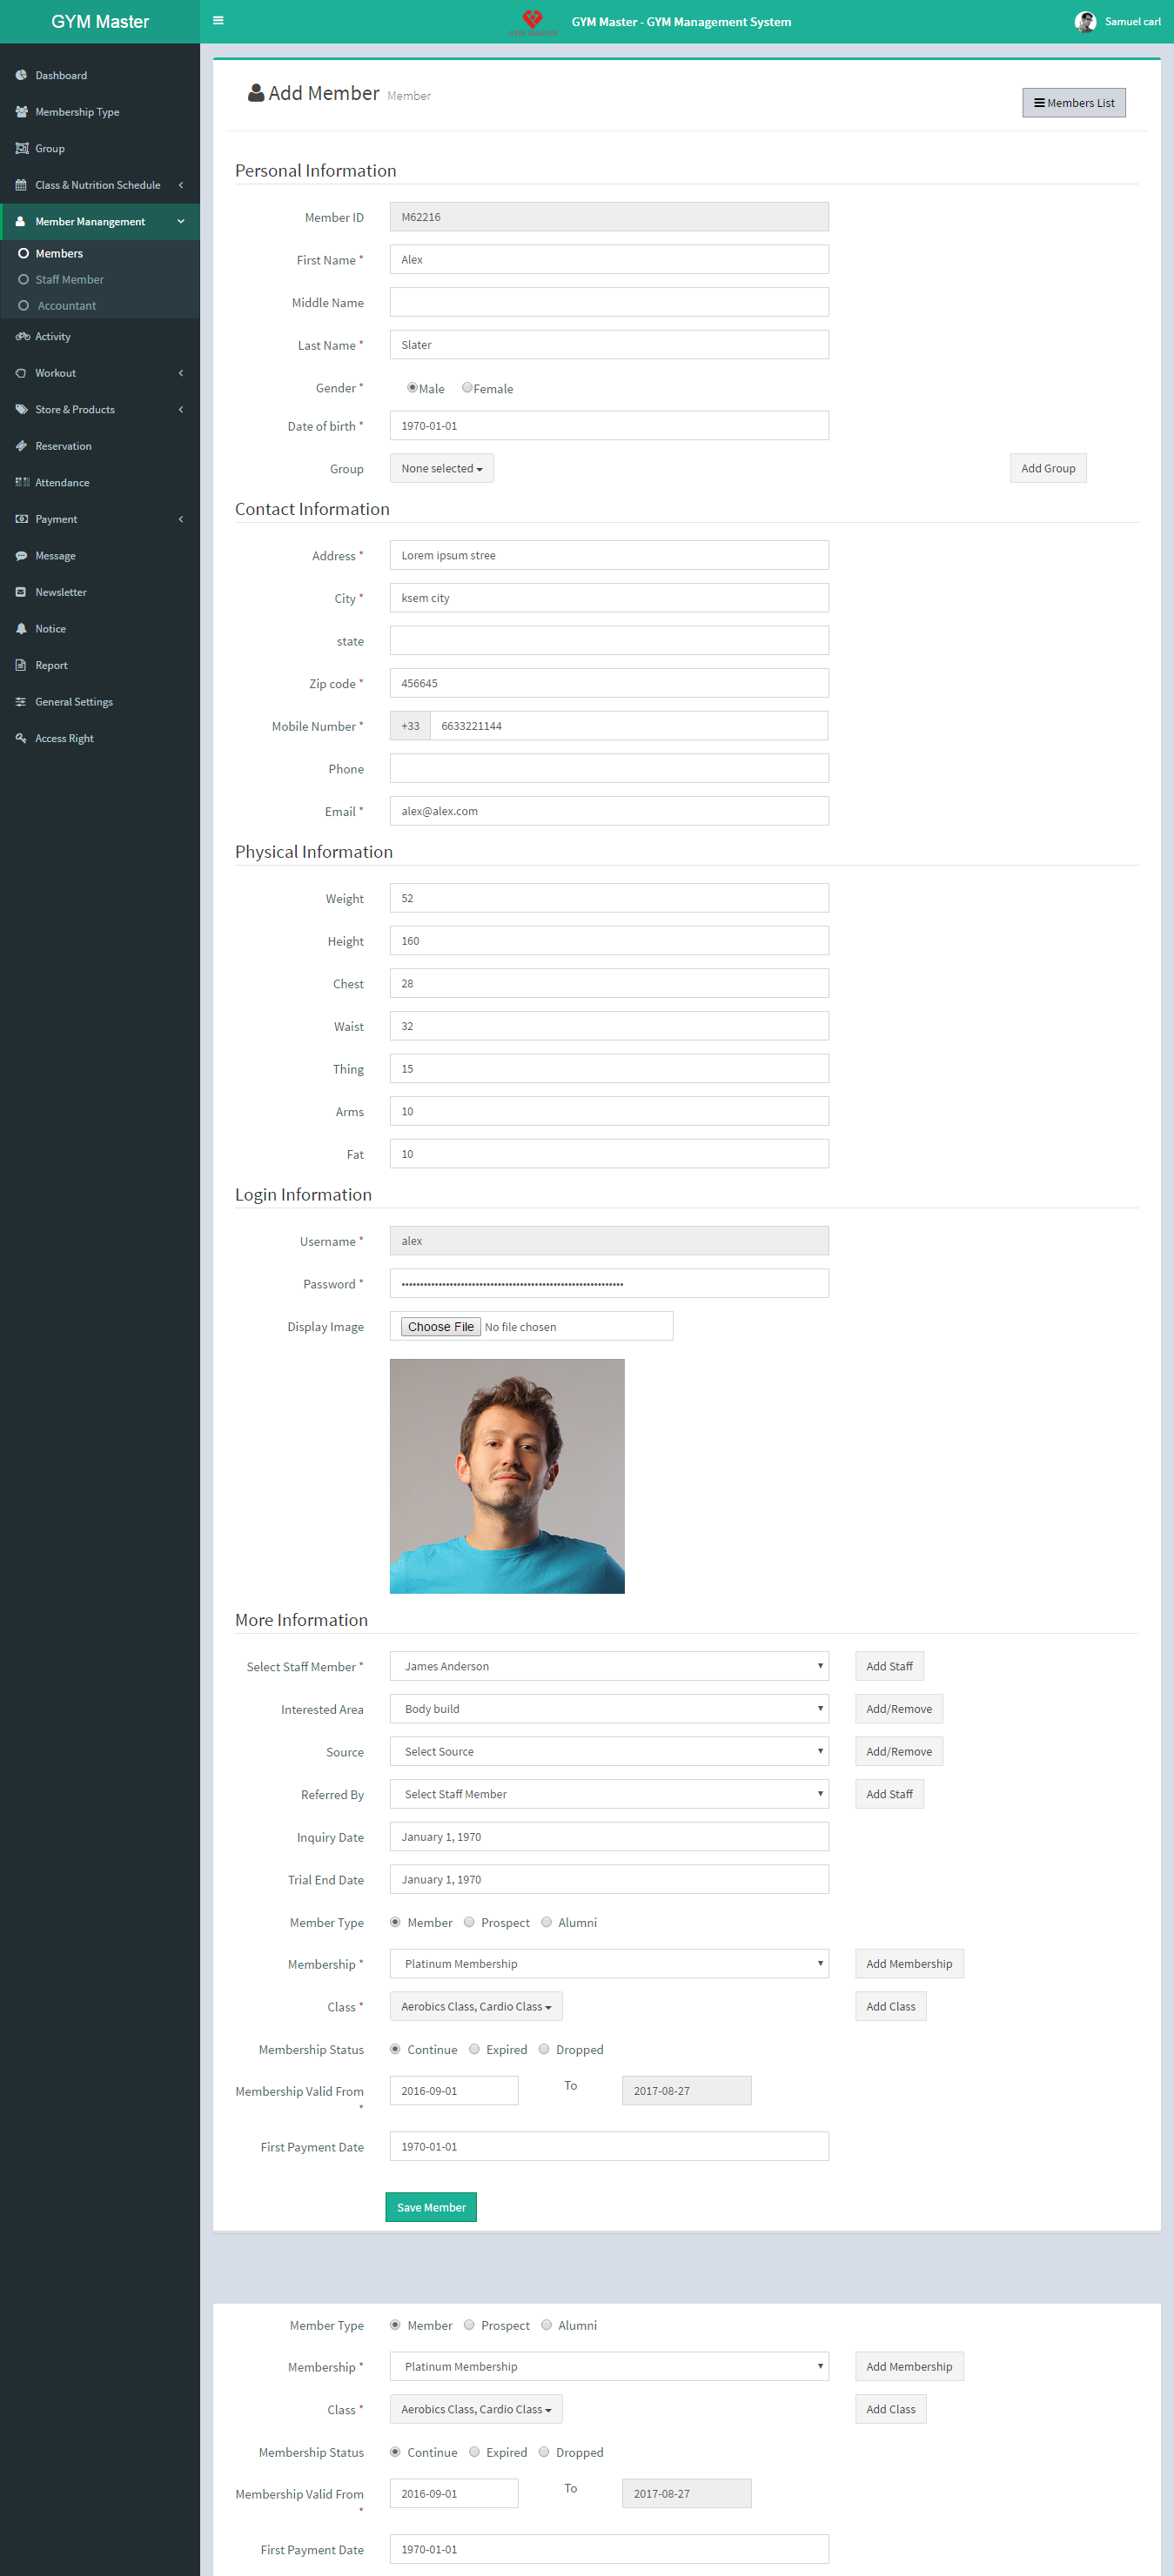 GYM Master
GYM MASTER
GYM Master - GYM Management System
Samuel carl
Dashboard
Membership Type
Group
Class & Nutrition Schedule
Member Manangement
Members
Staff Member
Accountant
Activity
Workout
Store & Products
Reservation
Attendance
Payment
Message
Newsletter
Notice
Report
General Settings
Access Right
Add Member Member
Members List
Personal Information
Member ID M62216
First Name * Alex
Middle Name
Last Name * Slater
Gender * Male Female
Date of birth * 1970-01-01
Group None selected Add Group
Contact Information
Address * Lorem ipsum stree
City * ksem city
state
Zip code * 456645
Mobile Number * +33 6633221144
Phone
Email * alex@alex.com
Physical Information
Weight 52
Height 160
Chest 28
Waist 32
Thing 15
Arms 10
Fat 10
Login Information
Username * alex
Password *
Display Image Choose File No file chosen
More Information
Select Staff Member * James Anderson Add Staff
Interested Area Body build Add/Remove
Source Select Source Add/Remove
Referred By Select Staff Member Add Staff
Inquiry Date January 1, 1970
Trial End Date January 1, 1970
Member Type Member Prospect Alumni
Membership * Platinum Membership Add Membership
Class * Aerobics Class, Cardio Class Add Class
Membership Status Continue Expired Dropped
Membership Valid From 2016-09-01 To 2017-08-27
*
First Payment Date 1970-01-01
Save Member
Member Type Member Prospect Alumni
Membership * Platinum Membership Add Membership
Class * Aerobics Class, Cardio Class Add Class
Membership Status Continue Expired Dropped
Membership Valid From 2016-09-01 To 2017-08-27
*
First Payment Date 1970-01-01